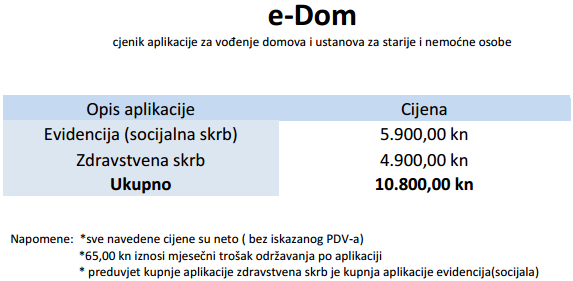 e-Dom
cjenik aplikacije za vođenje domova i ustanova za starije i nemoćne osobe
Opis aplikacije Cijena
Evidencija (socijalna skrb) 5.900,00 kn
Zdravstvena skrb 4.900,00 kn
Ukupno 10.800,00 kn
Napomene: *sve navedene cijene su neto ( bez iskazanog PDV-a)
*65,00 kn iznosi mjesečni trošak održavanja po aplikaciji
* preduvjet kupnje aplikacije zdravstvena skrb je kupnja aplikacije evidencija(socijala)